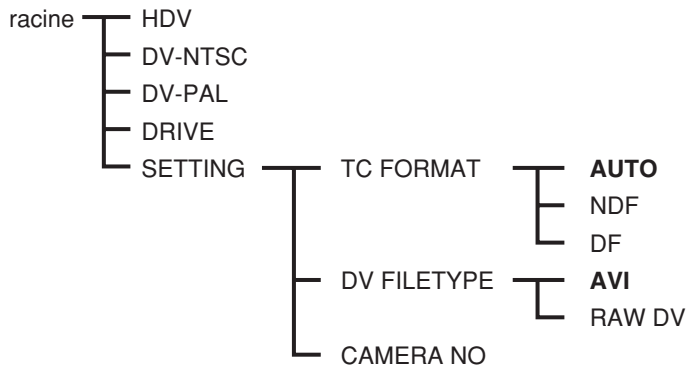 racine HDV
DV-NTSC
DV-PAL
DRIVE
SETTING TC FORMAT AUTO
NDF
DF
DV FILETYPE AVI
RAW DV
CAMERA NO